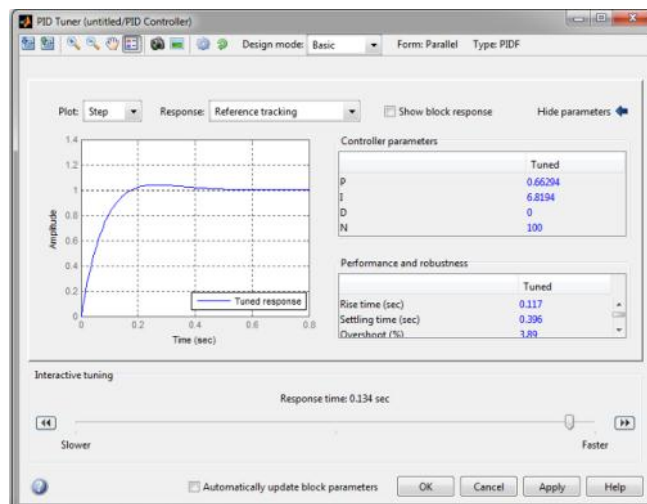 PID Tuner (untitled/PID Controller)
Design mode: Basic Form: Parallel Type: PIDF
Plot: Step Response: Reference tracking Show block response Hide parameters
1.4
1.2
1
0.8
0.6
0.4
0.2
0
Amplitude
0 0.2 0.4 0.6 0.8
Time (sec)
Tuned response
Controller parameters
Tuned
P 0.66294
I 6.8194
D 0
N 100
Performance and robustness
Tuned
Rise time (sec) 0.117
Settling time (sec) 0.396
Overshoot (%) 3.89
Interactive tuning
Response time: 0.134 sec
Slower Faster
Automatically update block parameters OK Cancel Apply Help